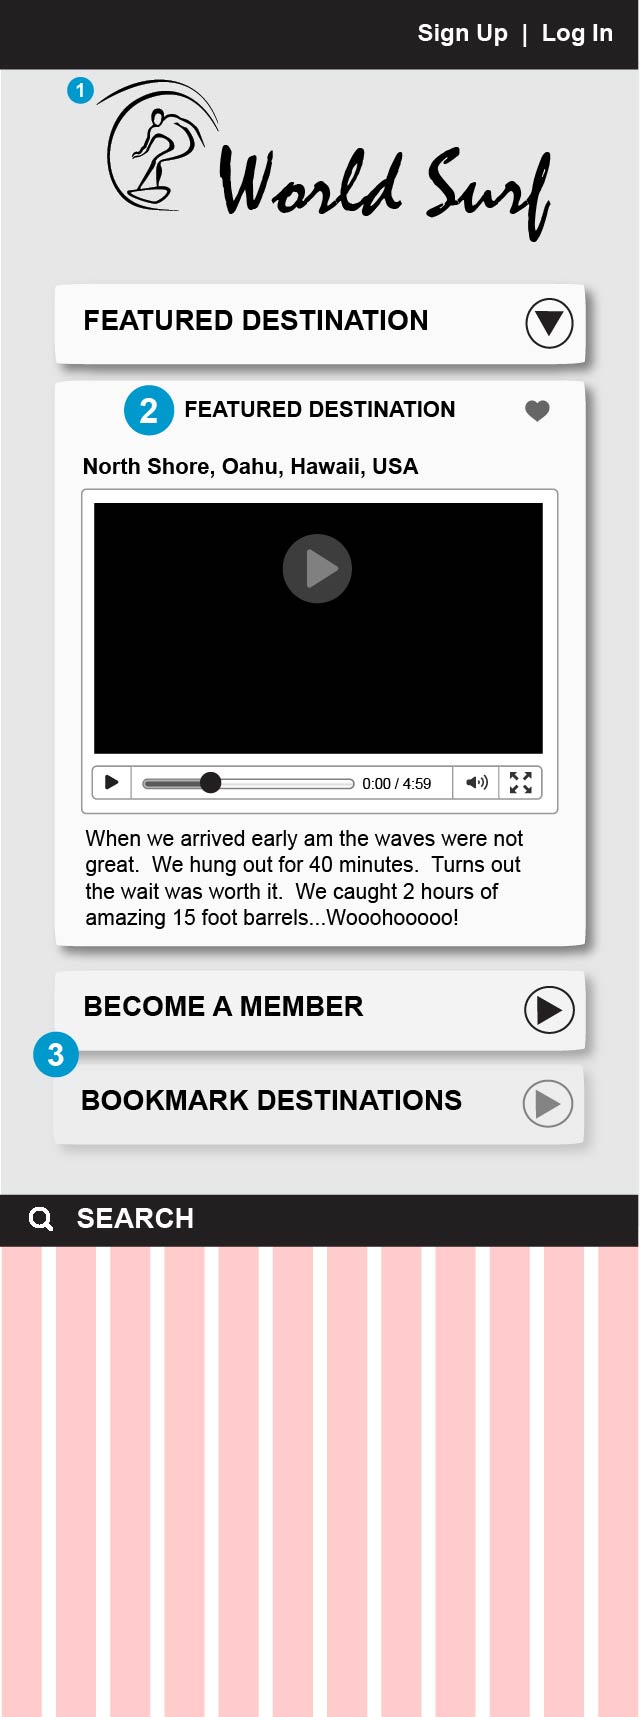 Sign Up | Log In
1
World Surf
FEATURED DESTINATION
2 FEATURED DESTINATION
North Shore, Oahu, Hawaii, USA
0:00 / 4:59
When we arrived early am the waves were not
great.  We hung out for 40 minutes.  Turns out
the wait was worth it.  We caught 2 hours of
amazing 15 foot barrels...Wooohooooo!
BECOME A MEMBER
3
BOOKMARK DESTINATIONS
SEARCH